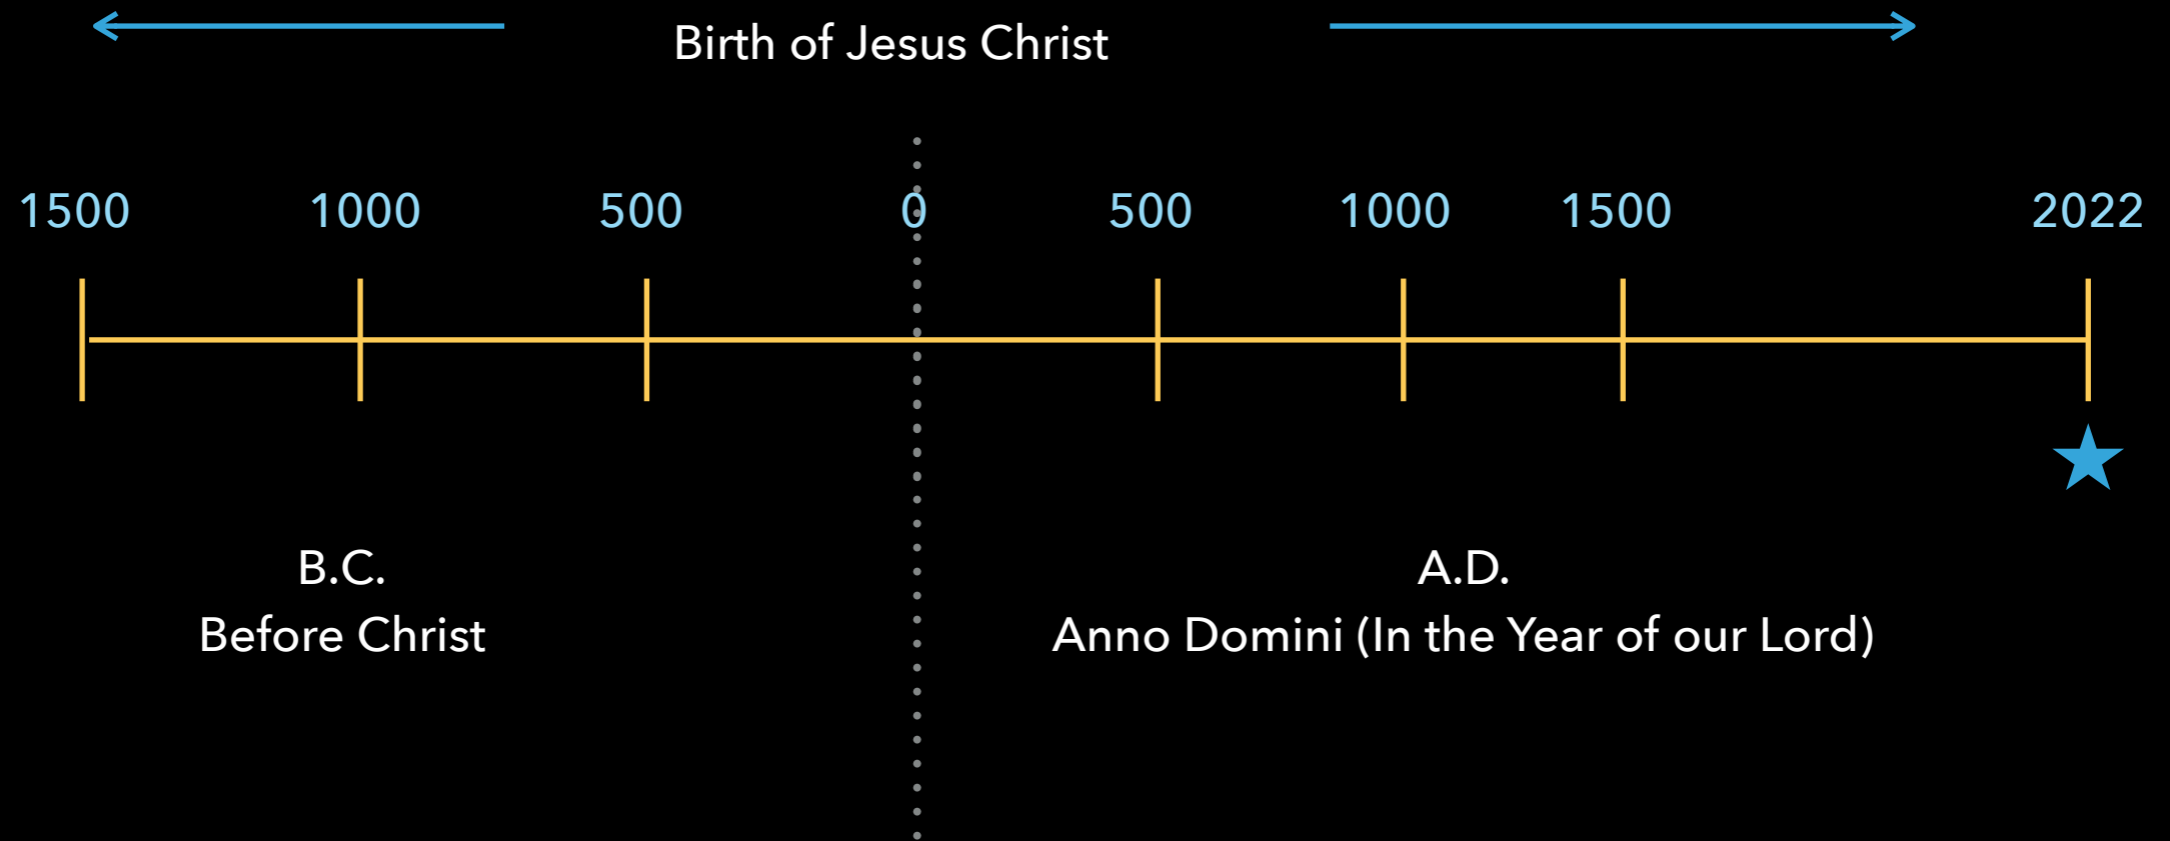 Birth of Jesus Christ
1500 1000 500 0 500 1000 1500 2022
B.C.
Before Christ
A.D.
Anno Domini (In the Year of our Lord)